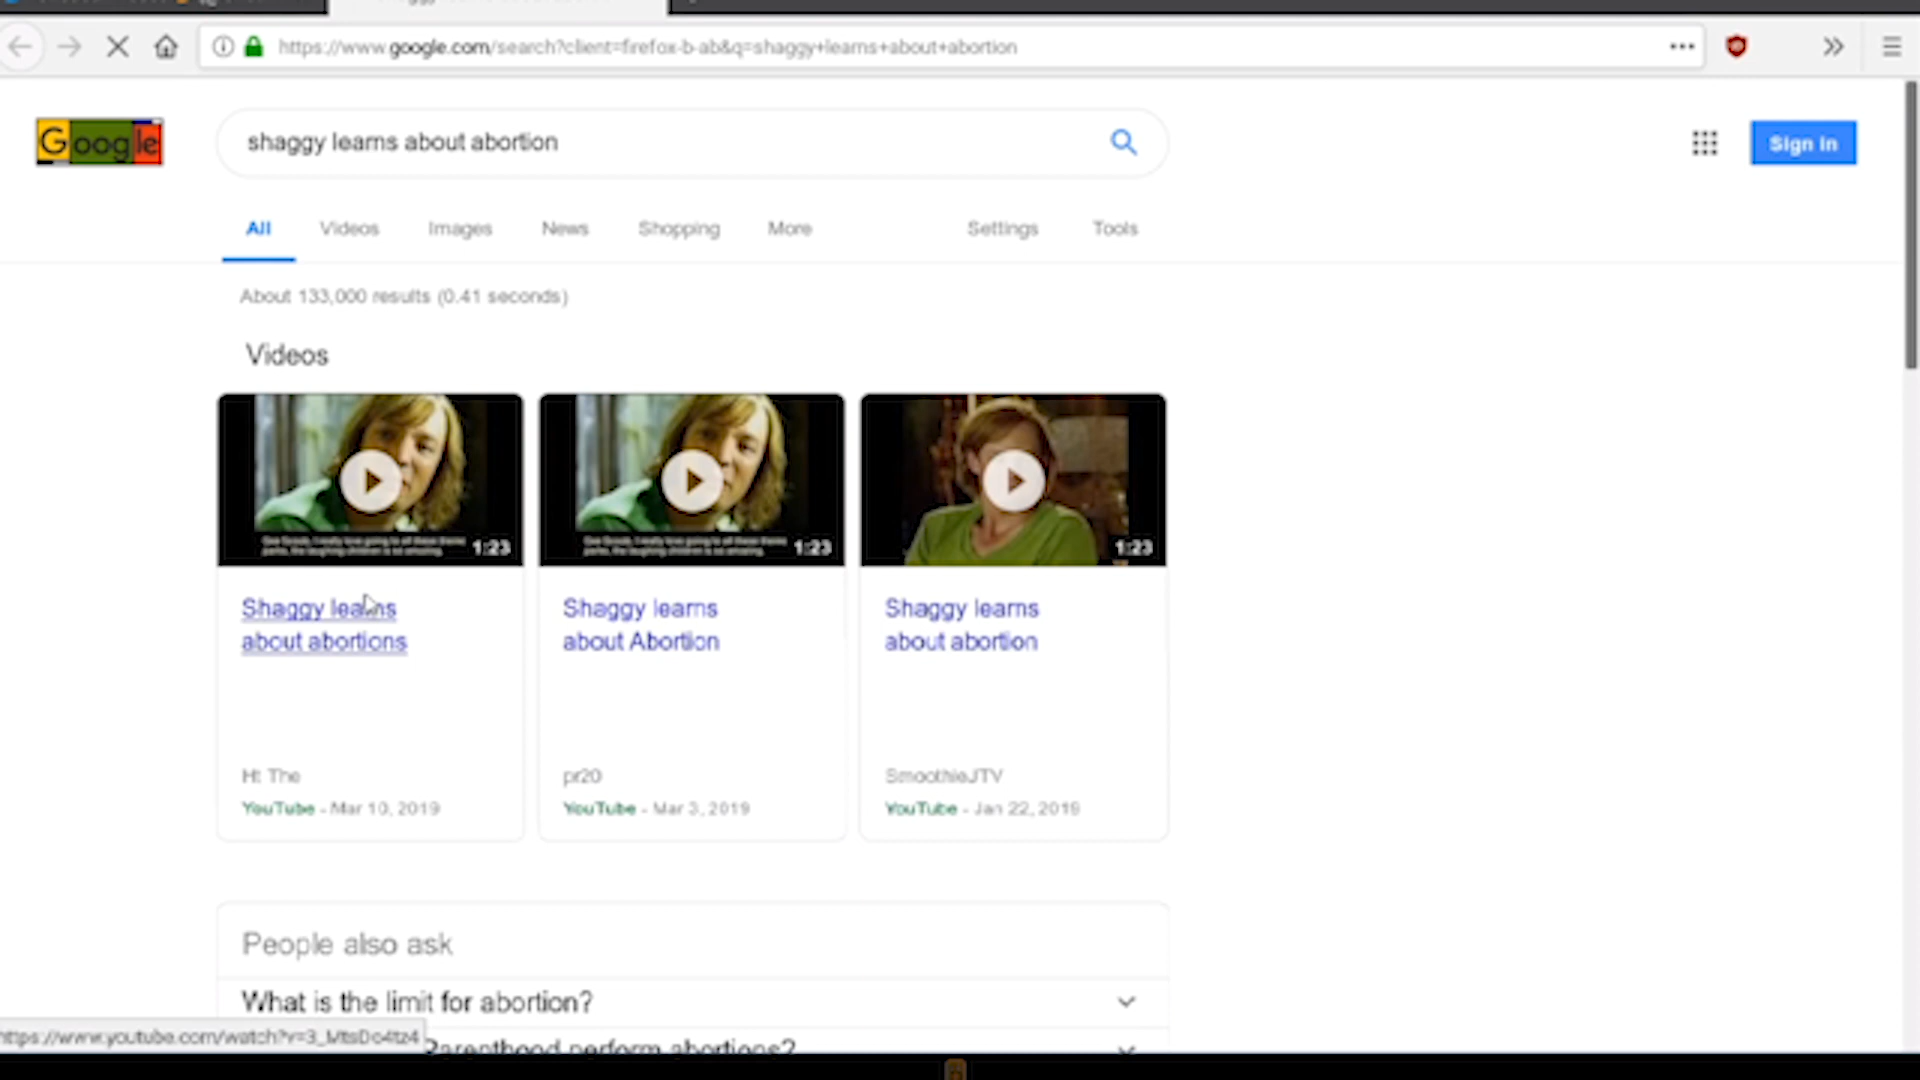 https://www.google.com/search?client=firefox-b-ab&q=shaggy+learns+about+abortion
Google
shaggy learns about abortion
Sign in
All
Videos
Images
News
Shopping
More
Settings
Tools
About 133,000 results (0.41 seconds)
Videos
1:23
1:23
1:23
Shaggy learns
about abortions
Shaggy learns
about Abortion
Shaggy learns
about abortion
pr20
SmoothieJTV
YouTube - Mar 10, 2019
YouTube - Mar 3, 2019
YouTube - Jan 22, 2019
People also ask
What is the limit for abortion?
Parenthood perform abortions?